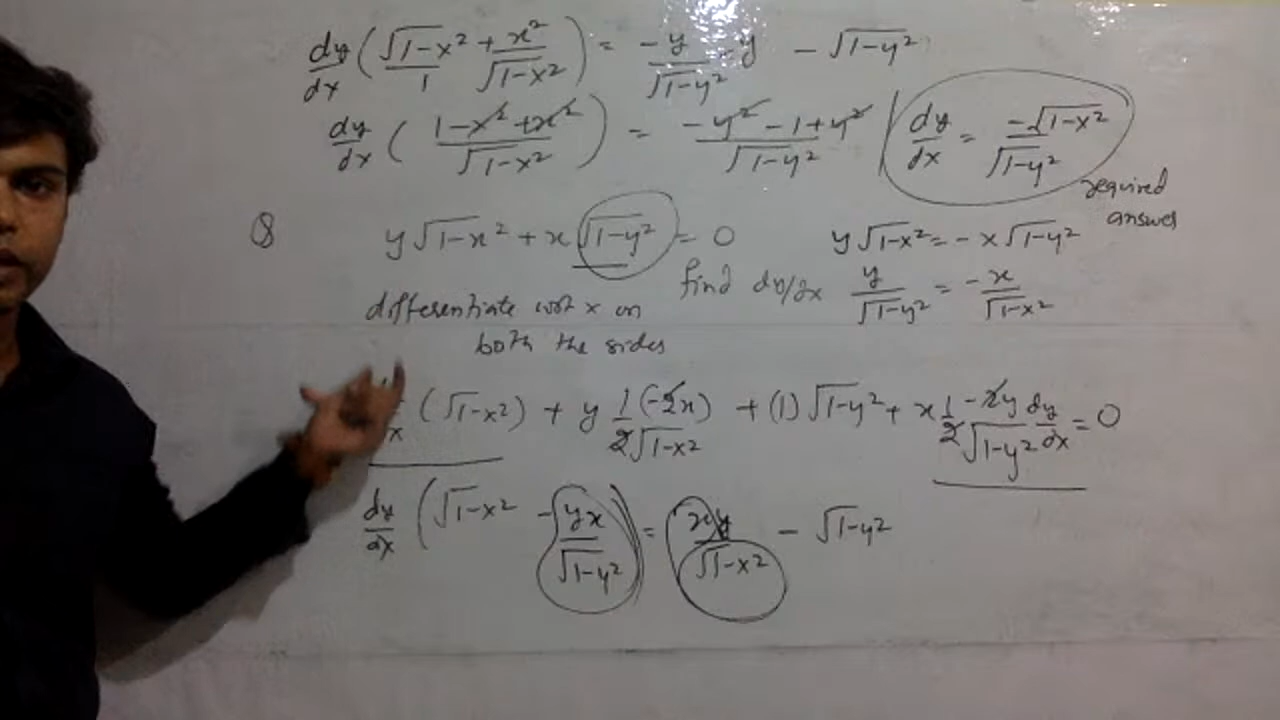 dy/dx ( √1-x²/1 + x²/√1-x² ) = -y/√1-y² · y - √1-y²
dy/dx ( 1-x²+x²/√1-x² ) = -y²-1+y²/√1-y² | dy/dx = -√1-x²/√1-y²
required
answer
Q y√1-x² + x√1-y² = 0
find dy/dx
y√1-x² = -x√1-y²
y/√1-y² = -x/√1-x²
differentiate wrt x on
both the sides
x (√1-x²) + y 1(-2x)/2√1-x² + (1)√1-y² + x 1/2 -2y/√1-y² dy/dx = 0
dy/dx ( √1-x² - yx/√1-y² ) = xy/√1-x² - √1-y²